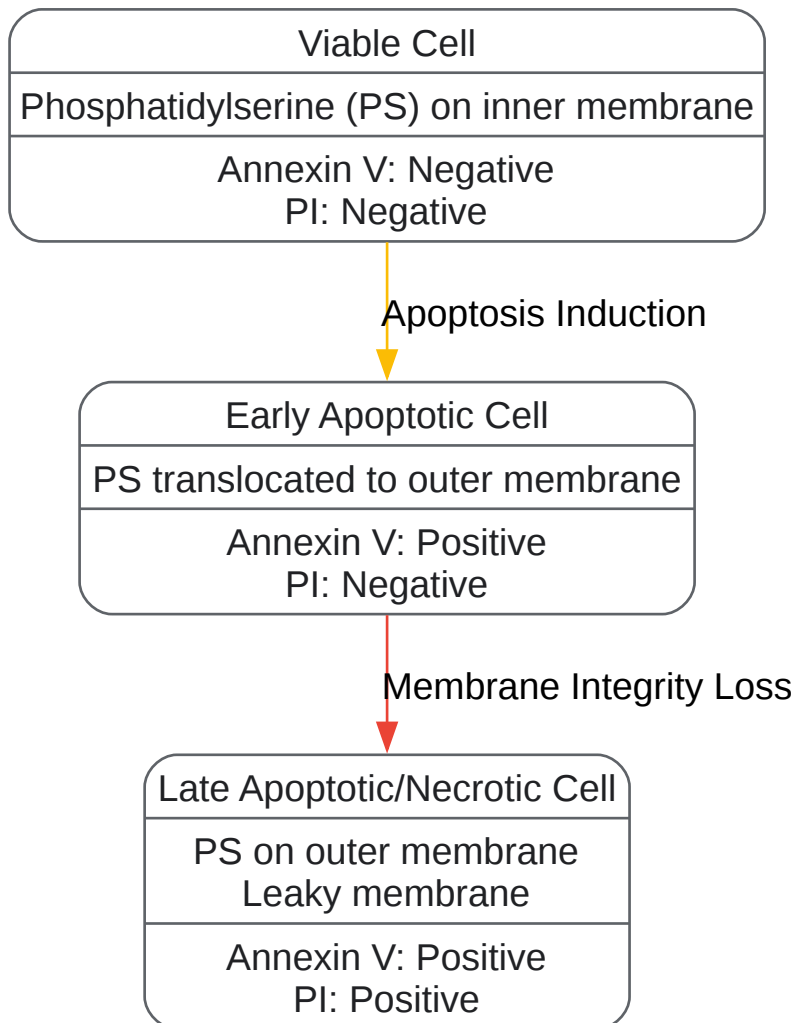 Viable Cell
Phosphatidylserine (PS) on inner membrane
Annexin V: Negative
PI: Negative
Apoptosis Induction
Early Apoptotic Cell
PS translocated to outer membrane
Annexin V: Positive
PI: Negative
Membrane Integrity Loss
Late Apoptotic/Necrotic Cell
PS on outer membrane
Leaky membrane
Annexin V: Positive
PI: Positive